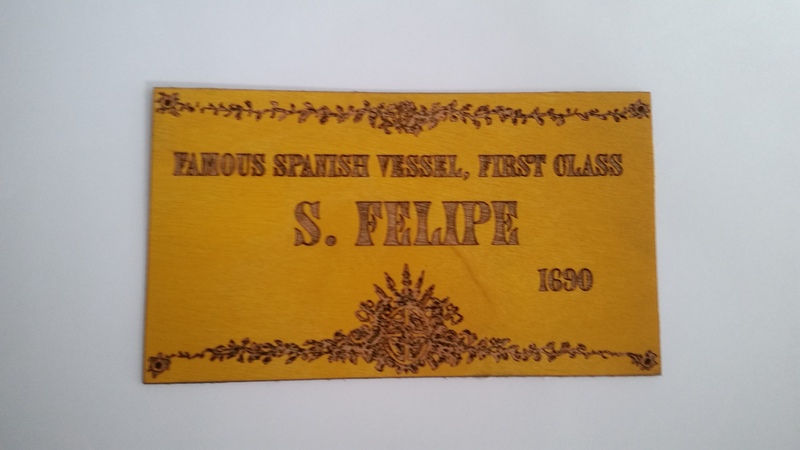 FAMOUS SPANISH VESSEL, FIRST CLASS
S. FELIPE
1690